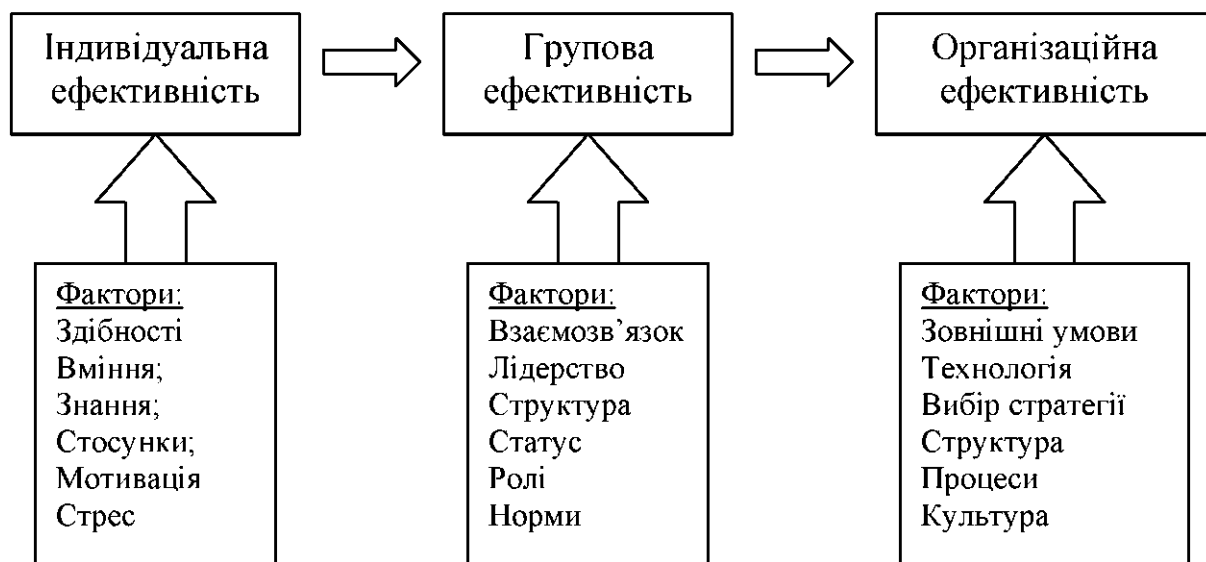 Індивідуальна
ефективність
Групова
ефективність
Організаційна
ефективність
Фактори:
Здібності
Вміння;
Знання;
Стосунки;
Мотивація
Стрес
Фактори:
Взаємозв’язок
Лідерство
Структура
Статус
Ролі
Норми
Фактори:
Зовнішні умови
Технологія
Вибір стратегії
Структура
Процеси
Культура